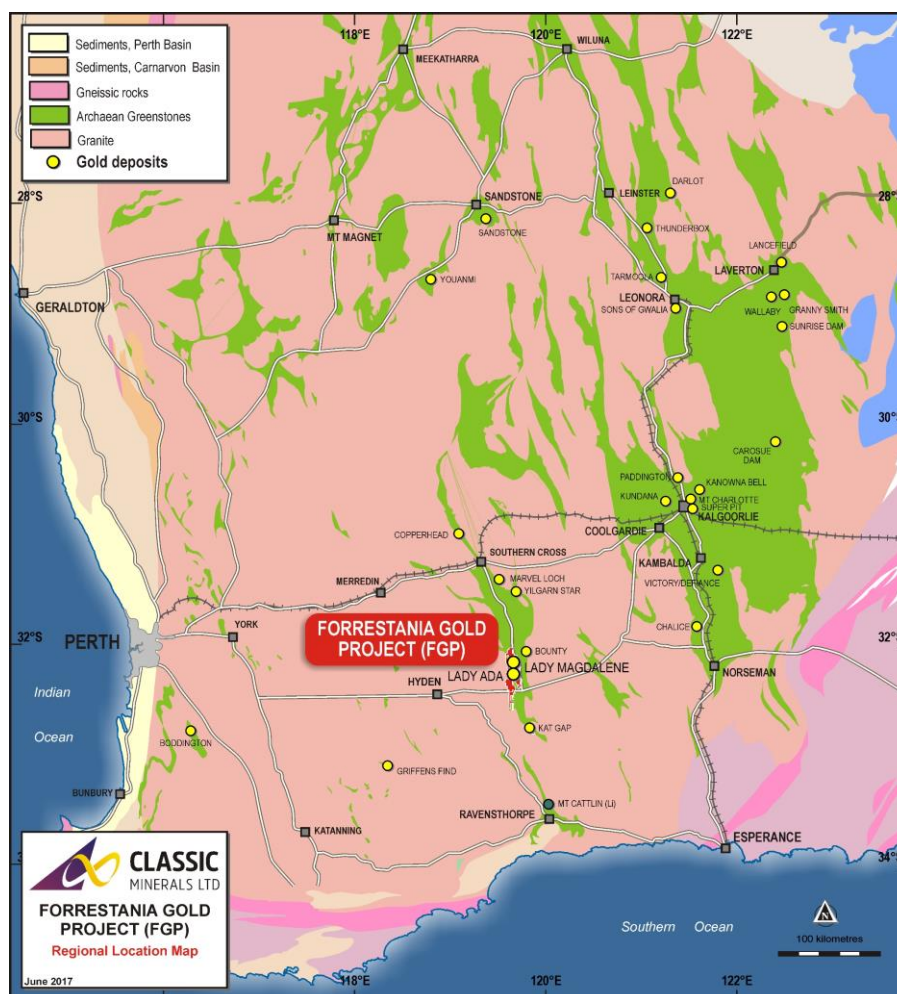 118°E
120°E
122°E
Sediments, Perth Basin
Sediments, Carnarvon Basin
Gneissic rocks
Archaean Greenstones
Granite
Gold deposits
MEEKATHARRA
WILUNA
28°S
28°S
DARLOT
LEINSTER
SANDSTONE
SANDSTONE
MT MAGNET
THUNDERBOX
LANCEFIELD
LAVERTON
TARMOOLA
YOUANMI
GERALDTON
LEONORA
SONS OF GWALIA
WALLABY
GRANNY SMITH
SUNRISE DAM
30°S
30°S
CAROSUE
DAM
PADDINGTON
KANOWNA BELL
KUNDANA
MT CHARLOTTE
SUPER PIT
KALGOORLIE
COOLGARDIE
COPPERHEAD
SOUTHERN CROSS
KAMBALDA
VICTORY/DEFIANCE
MARVEL LOCH
YILGARN STAR
MERREDIN
YORK
PERTH
32°S
32°S
FORRESTANIA GOLD
PROJECT (FGP)
CHALICE
BOUNTY
LADY MAGDALENE
LADY ADA
NORSEMAN
HYDEN
Indian
Ocean
BODDINGTON
KAT GAP
GRIFFENS FIND
BUNBURY
MT CATTLIN (Li)
RAVENSTHORPE
KATANNING
ESPERANCE
34°S
CLASSIC
MINERALS LTD
FORRESTANIA GOLD
PROJECT (FGP)
Regional Location Map
June 2017
Southern Ocean
N
100 kilometres
118°E
120°E
122°E